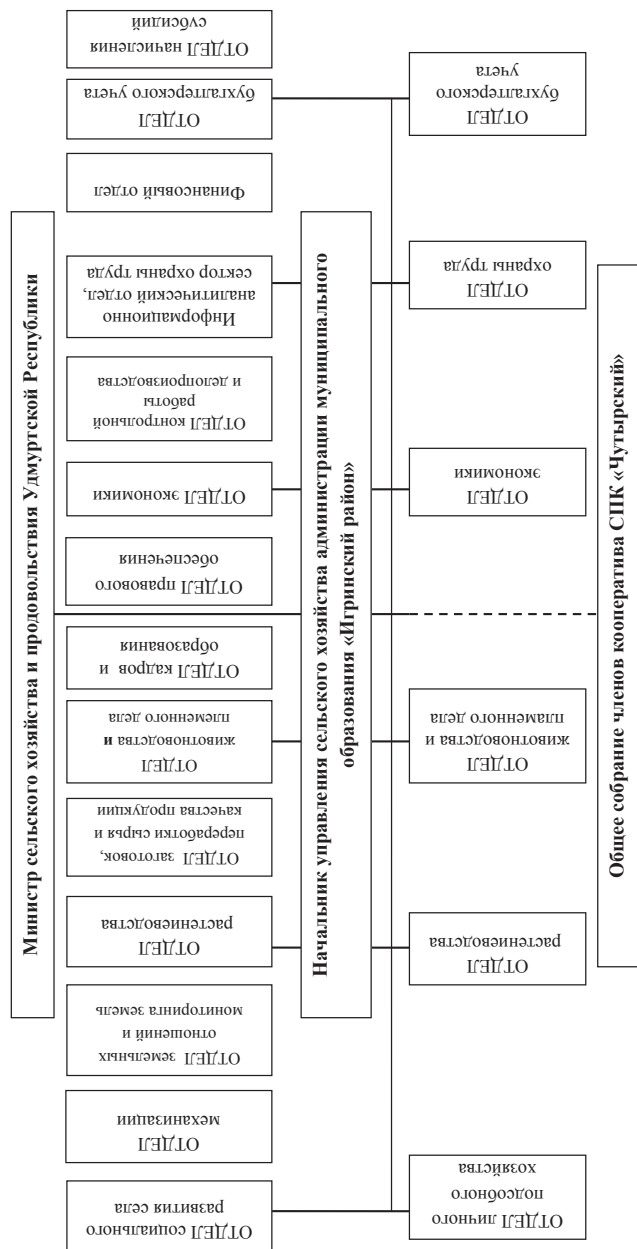 Министр сельского хозяйства и продовольствия Удмуртской Республики
ОТДЕЛ социального
развития села
ОТДЕЛ
механизации
ОТДЕЛ земельных
отношений и
мониторинга земель
ОТДЕЛ
растениеводства
ОТДЕЛ заготовок,
переработки сырья и
качества продукции
ОТДЕЛ
животноводства и
племенного дела
ОТДЕЛ кадров и
образования
ОТДЕЛ правового
обеспечения
ОТДЕЛ экономики
ОТДЕЛ контрольной
работы
и делопроизводства
Информационно
аналитический отдел,
сектор охраны труда
Финансовый отдел
ОТДЕЛ
бухгалтерского учета
ОТДЕЛ начисления
субсидий
Начальник управления сельского хозяйства администрации муниципального
образования «Игринский район»
ОТДЕЛ личного
подсобного
хозяйства
ОТДЕЛ
растениеводства
ОТДЕЛ
животноводства и
пламенного дела
ОТДЕЛ
экономики
ОТДЕЛ
охраны труда
ОТДЕЛ
бухгалтерского
учета
Общее собрание членов кооператива СПК «Чутырский»